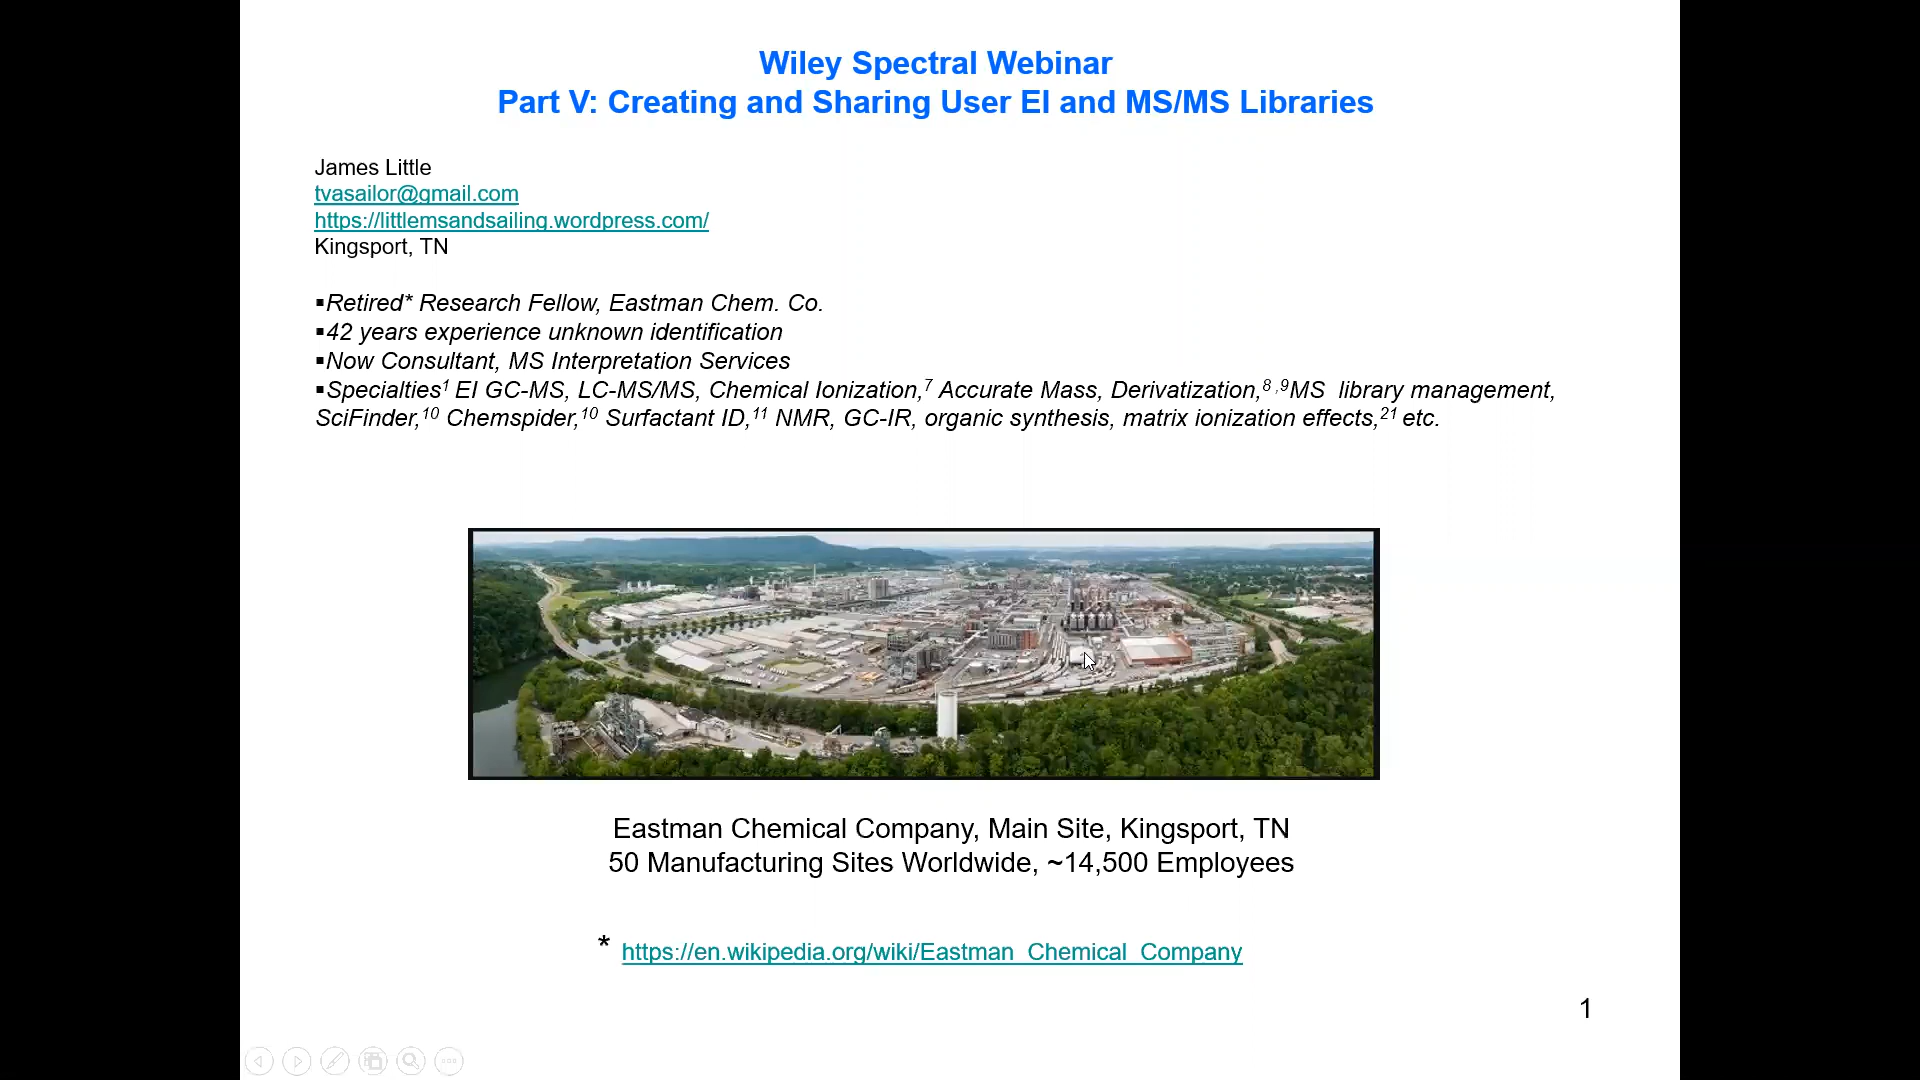 Wiley Spectral Webinar
Part V: Creating and Sharing User EI and MS/MS Libraries
James Little
tvasailor@gmail.com
https://littlemsandsailing.wordpress.com/
Kingsport, TN
▪Retired* Research Fellow, Eastman Chem. Co.
▪42 years experience unknown identification
▪Now Consultant, MS Interpretation Services
▪Specialties¹ EI GC-MS, LC-MS/MS, Chemical Ionization,⁷ Accurate Mass, Derivatization,⁸ ,⁹MS library management,
SciFinder,¹⁰ Chemspider,¹⁰ Surfactant ID,¹¹ NMR, GC-IR, organic synthesis, matrix ionization effects,²¹ etc.
Eastman Chemical Company, Main Site, Kingsport, TN
50 Manufacturing Sites Worldwide, ~14,500 Employees
* https://en.wikipedia.org/wiki/Eastman_Chemical_Company
1